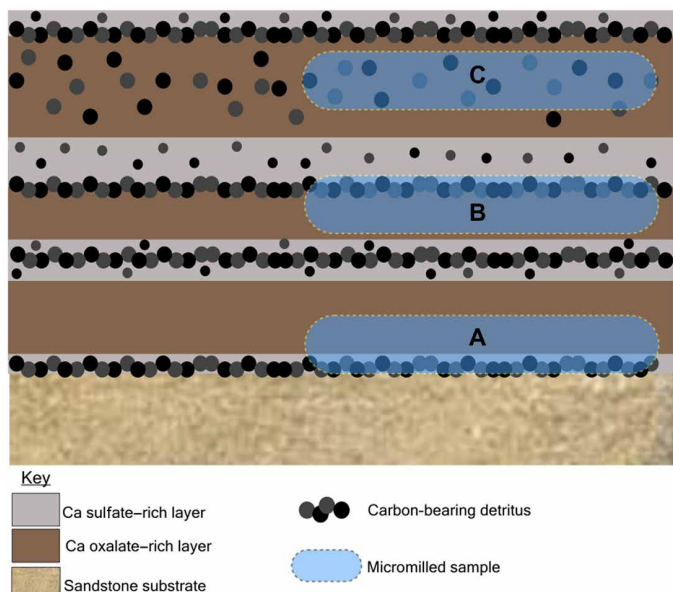 C
B
A
Key
Ca sulfate–rich layer
Carbon-bearing detritus
Ca oxalate–rich layer
Micromilled sample
Sandstone substrate